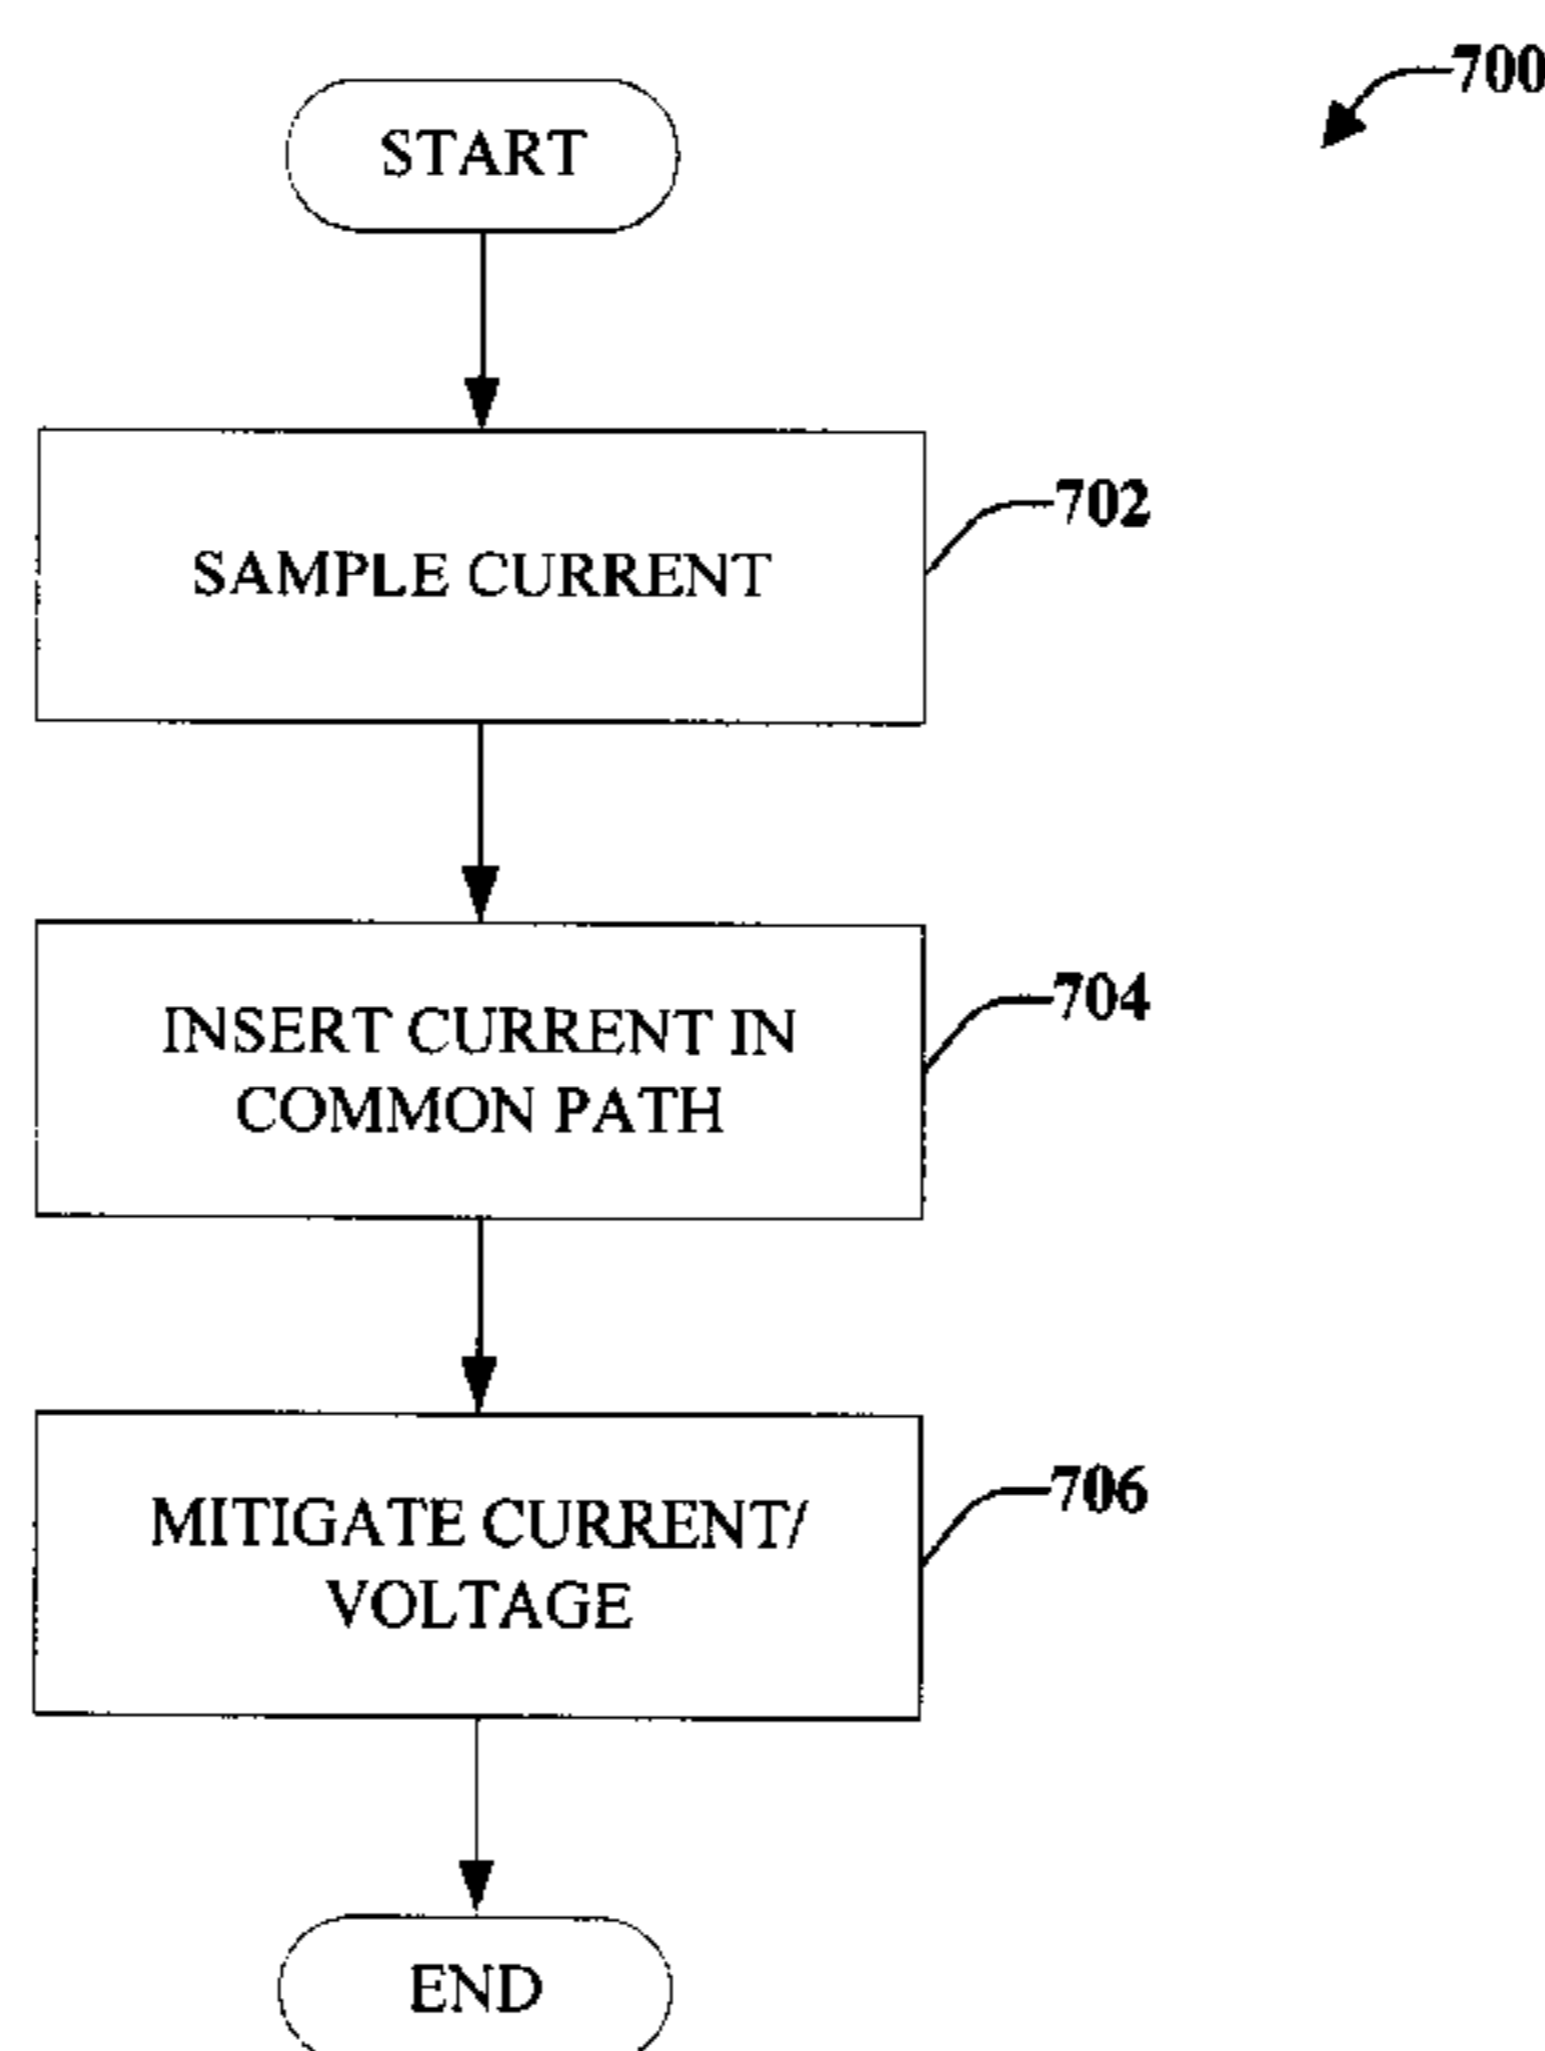 700
START
702
SAMPLE CURRENT
704
INSERT CURRENT IN
COMMON PATH
706
MITIGATE CURRENT/
VOLTAGE
END